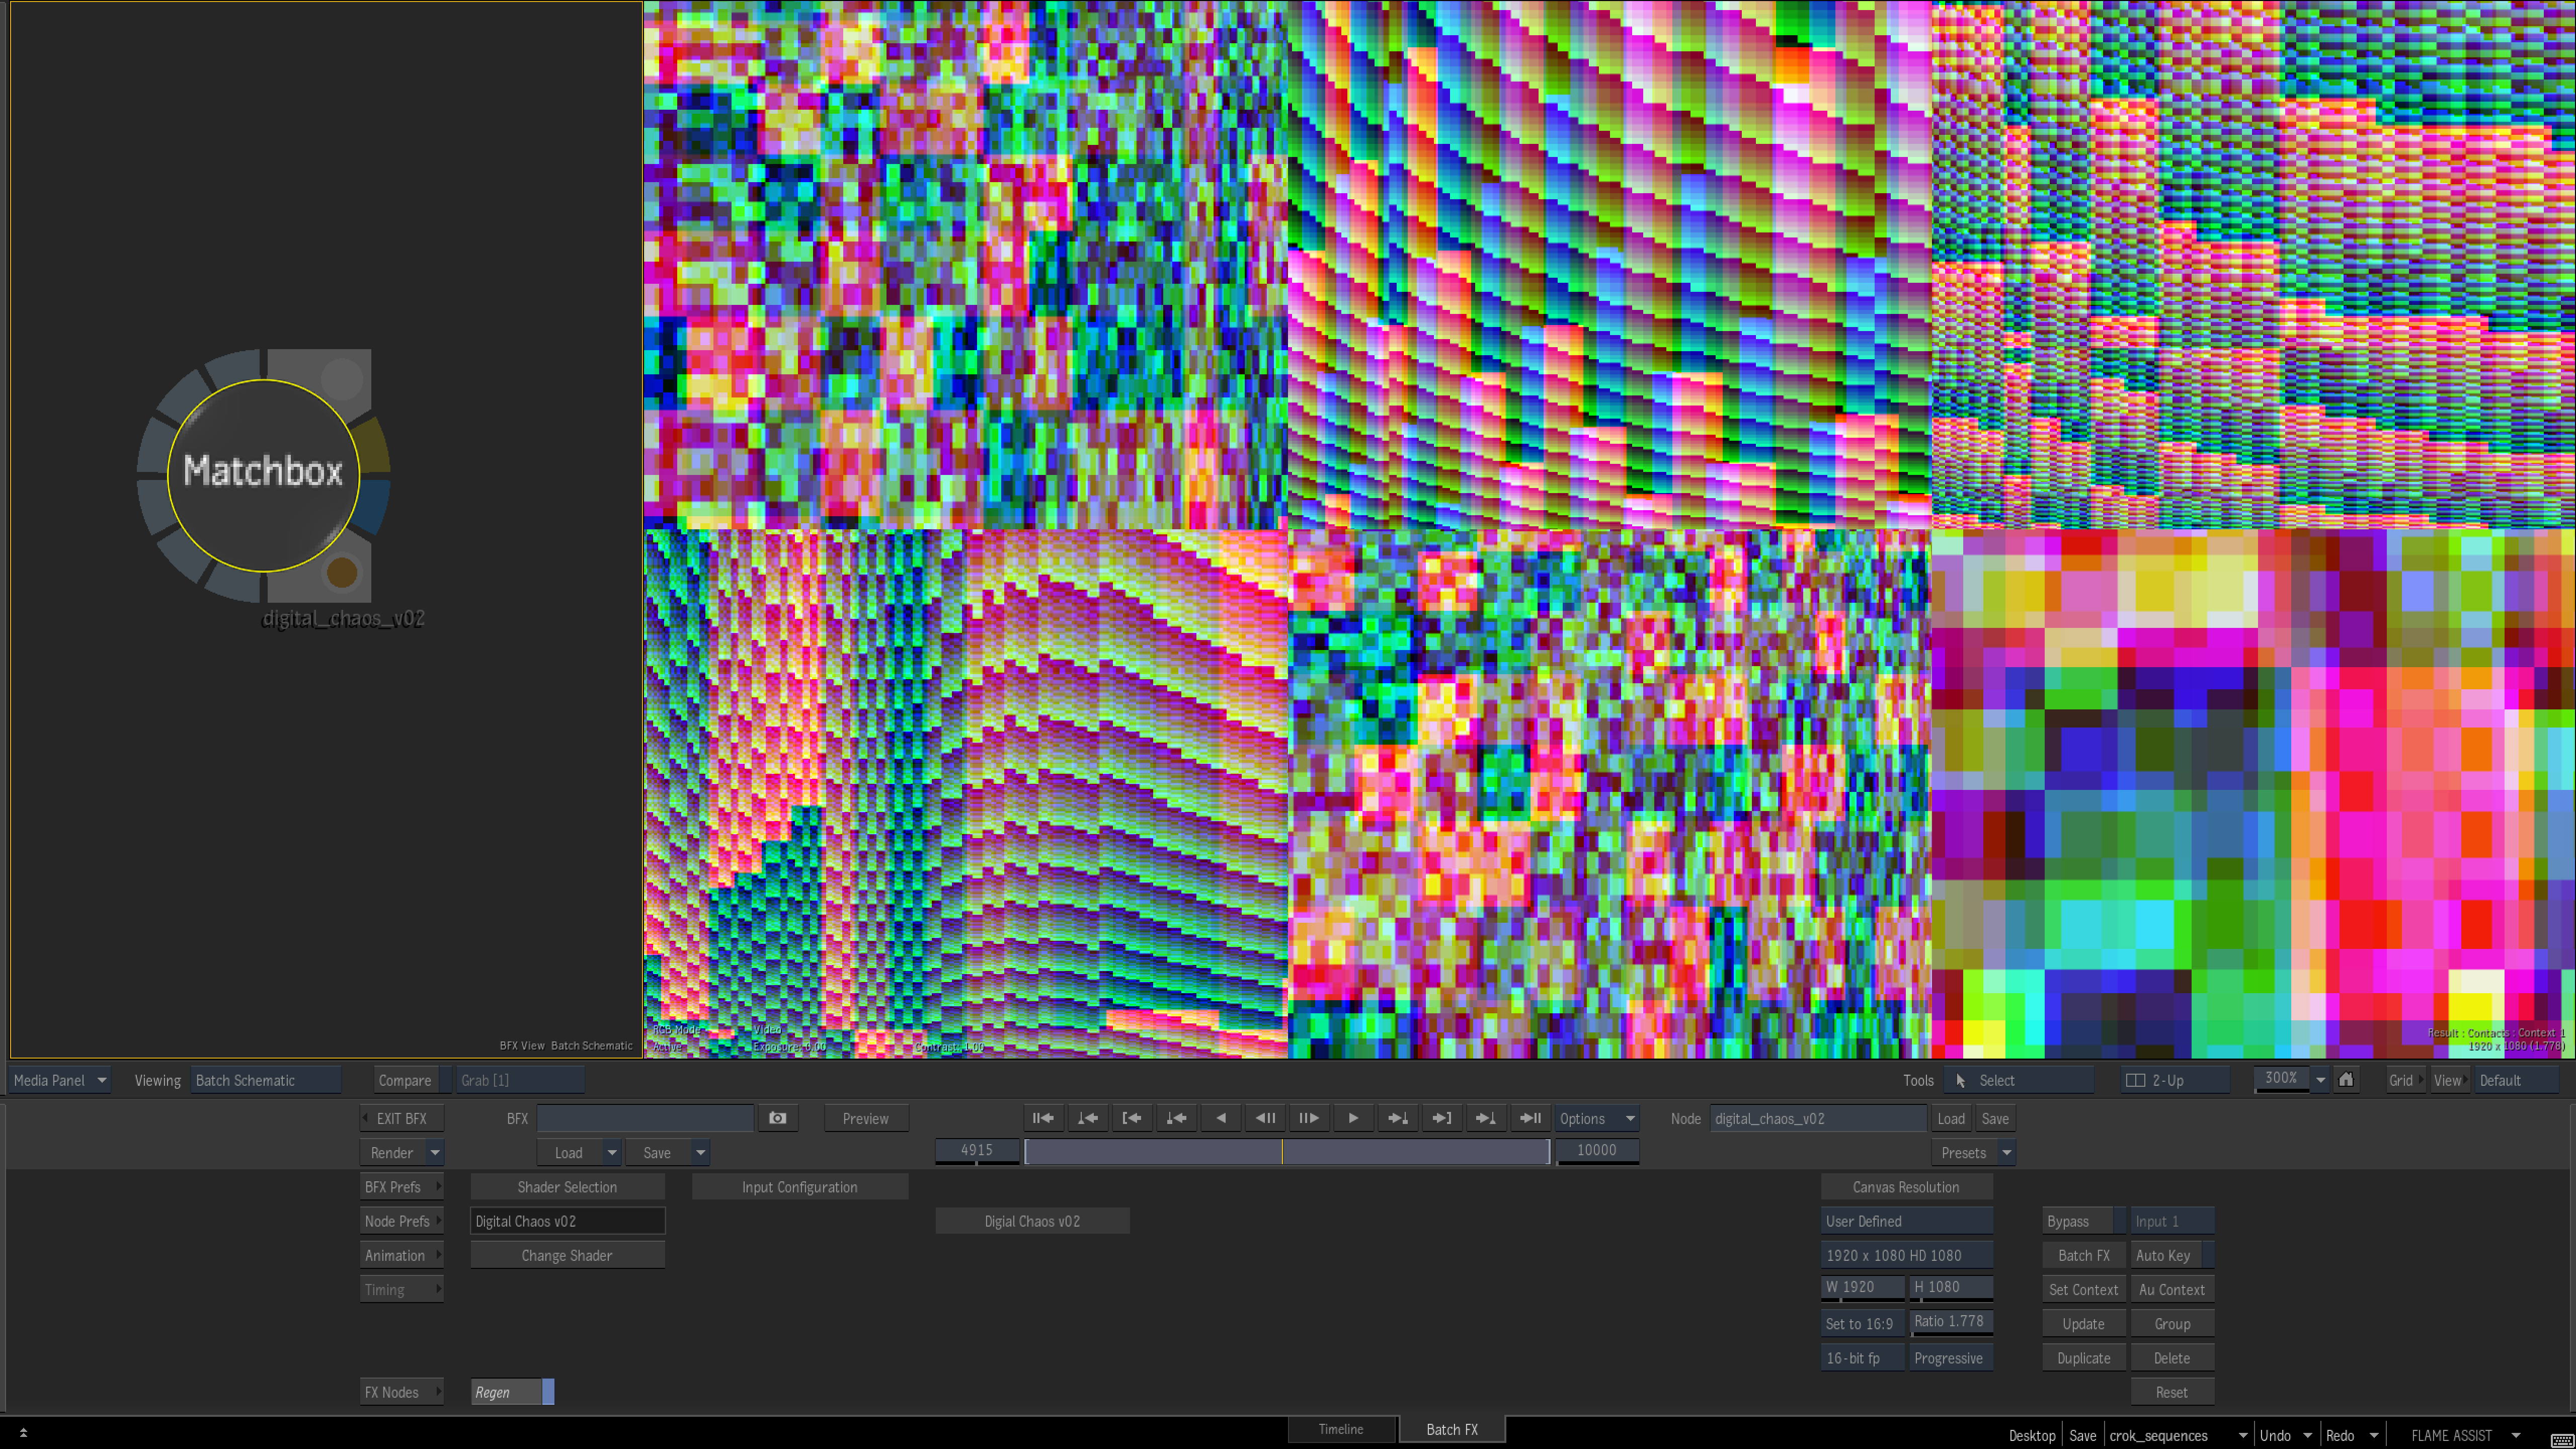 Matchbox
digital_chaos_v02
BFX View Batch Schematic
RGB Mode Video
Active Exposure: 0.00 Contrast: 1.00
Result : Contacts : Context 1
1920 x 1080 (1.778)
Media Panel Viewing Batch Schematic Compare Grab [1] Tools Select 2-Up 300% Grid View Default
EXIT BFX BFX Preview Options Node digital_chaos_v02 Load Save
Render Load Save 4915 10000 Presets
BFX Prefs Shader Selection Input Configuration Canvas Resolution
Node Prefs Digital Chaos v02 Digial Chaos v02 User Defined Bypass Input 1
Animation Change Shader 1920 x 1080 HD 1080 Batch FX Auto Key
Timing W 1920 H 1080 Set Context Au Context
Set to 16:9 Ratio 1.778 Update Group
16-bit fp Progressive Duplicate Delete
FX Nodes Regen Reset
Timeline Batch FX Desktop Save crok_sequences Undo Redo FLAME ASSIST